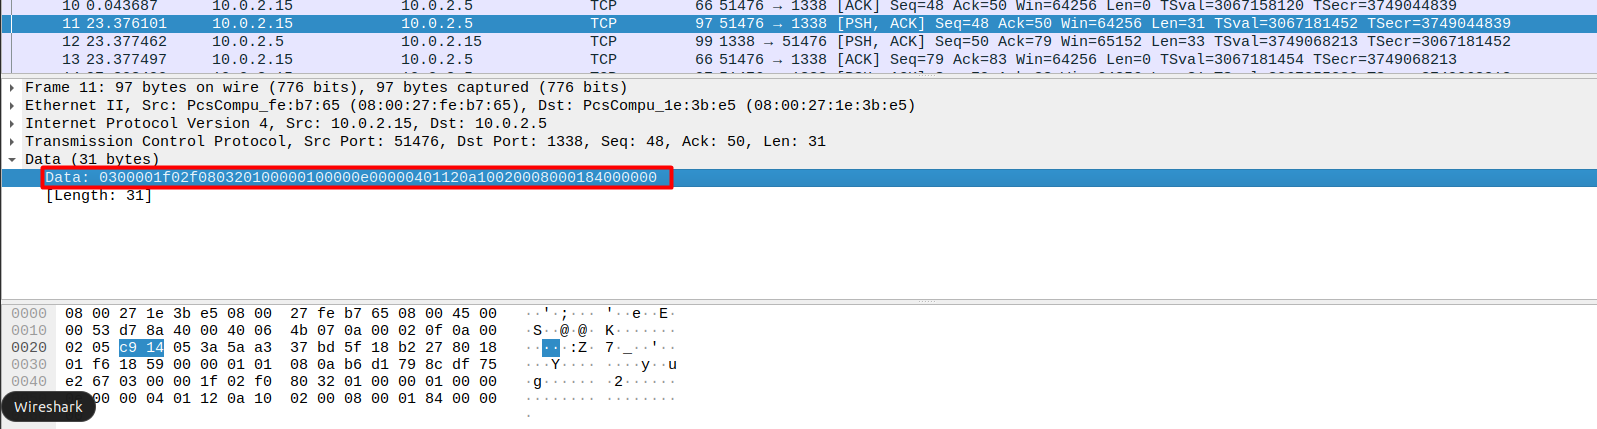 10 0.043687 10.0.2.15 10.0.2.5 TCP 66 51476 → 1338 [ACK] Seq=48 Ack=50 Win=64256 Len=0 TSval=3067158120 TSecr=3749044839
11 23.376101 10.0.2.15 10.0.2.5 TCP 97 51476 → 1338 [PSH, ACK] Seq=48 Ack=50 Win=64256 Len=31 TSval=3067181452 TSecr=3749044839
12 23.377462 10.0.2.5 10.0.2.15 TCP 99 1338 → 51476 [PSH, ACK] Seq=50 Ack=79 Win=65152 Len=33 TSval=3749068213 TSecr=3067181452
13 23.377497 10.0.2.15 10.0.2.5 TCP 66 51476 → 1338 [ACK] Seq=79 Ack=83 Win=64256 Len=0 TSval=3067181454 TSecr=3749068213
Frame 11: 97 bytes on wire (776 bits), 97 bytes captured (776 bits)
Ethernet II, Src: PcsCompu_fe:b7:65 (08:00:27:fe:b7:65), Dst: PcsCompu_1e:3b:e5 (08:00:27:1e:3b:e5)
Internet Protocol Version 4, Src: 10.0.2.15, Dst: 10.0.2.5
Transmission Control Protocol, Src Port: 51476, Dst Port: 1338, Seq: 48, Ack: 50, Len: 31
Data (31 bytes)
Data: 0300001f02f080320100000100000e00000401120a10020008000184000000
[Length: 31]
0000 08 00 27 1e 3b e5 08 00 27 fe b7 65 08 00 45 00 ··'·;··· '··e··E·
0010 00 53 d7 8a 40 00 40 06 4b 07 0a 00 02 0f 0a 00 ·S··@·@· K·······
0020 02 05 c9 14 05 3a 5a a3 37 bd 5f 18 b2 27 80 18 ·····:Z· 7·_··'··
0030 01 f6 18 59 00 00 01 01 08 0a b6 d1 79 8c df 75 ···Y···· ····y··u
0040 e2 67 03 00 00 1f 02 f0 80 32 01 00 00 01 00 00 ·g······ ·2······
00 00 04 01 12 0a 10 02 00 08 00 01 84 00 00 ········ ········
·
Wireshark